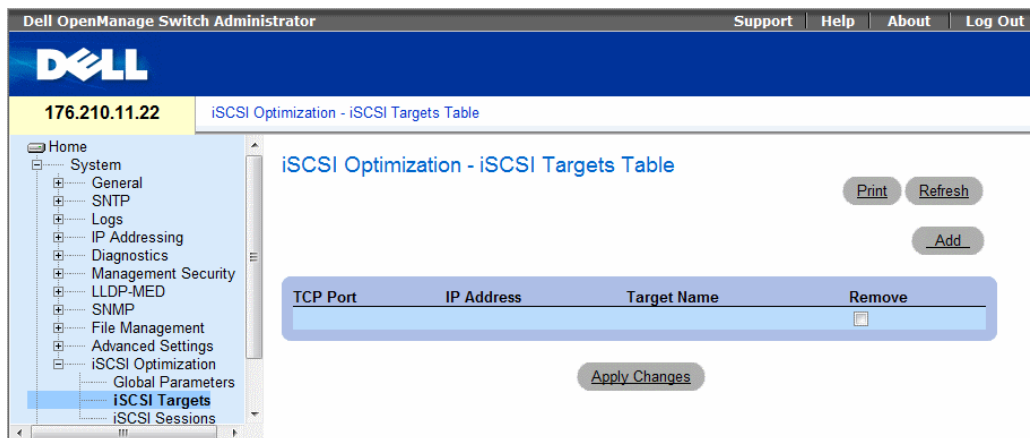 Dell OpenManage Switch Administrator
Support Help About Log Out
DELL
176.210.11.22
iSCSI Optimization - iSCSI Targets Table
Home
System
General
SNTP
Logs
IP Addressing
Diagnostics
Management Security
LLDP-MED
SNMP
File Management
Advanced Settings
iSCSI Optimization
Global Parameters
iSCSI Targets
iSCSI Sessions
iSCSI Optimization - iSCSI Targets Table
Print Refresh
Add
TCP Port IP Address Target Name Remove
Apply Changes